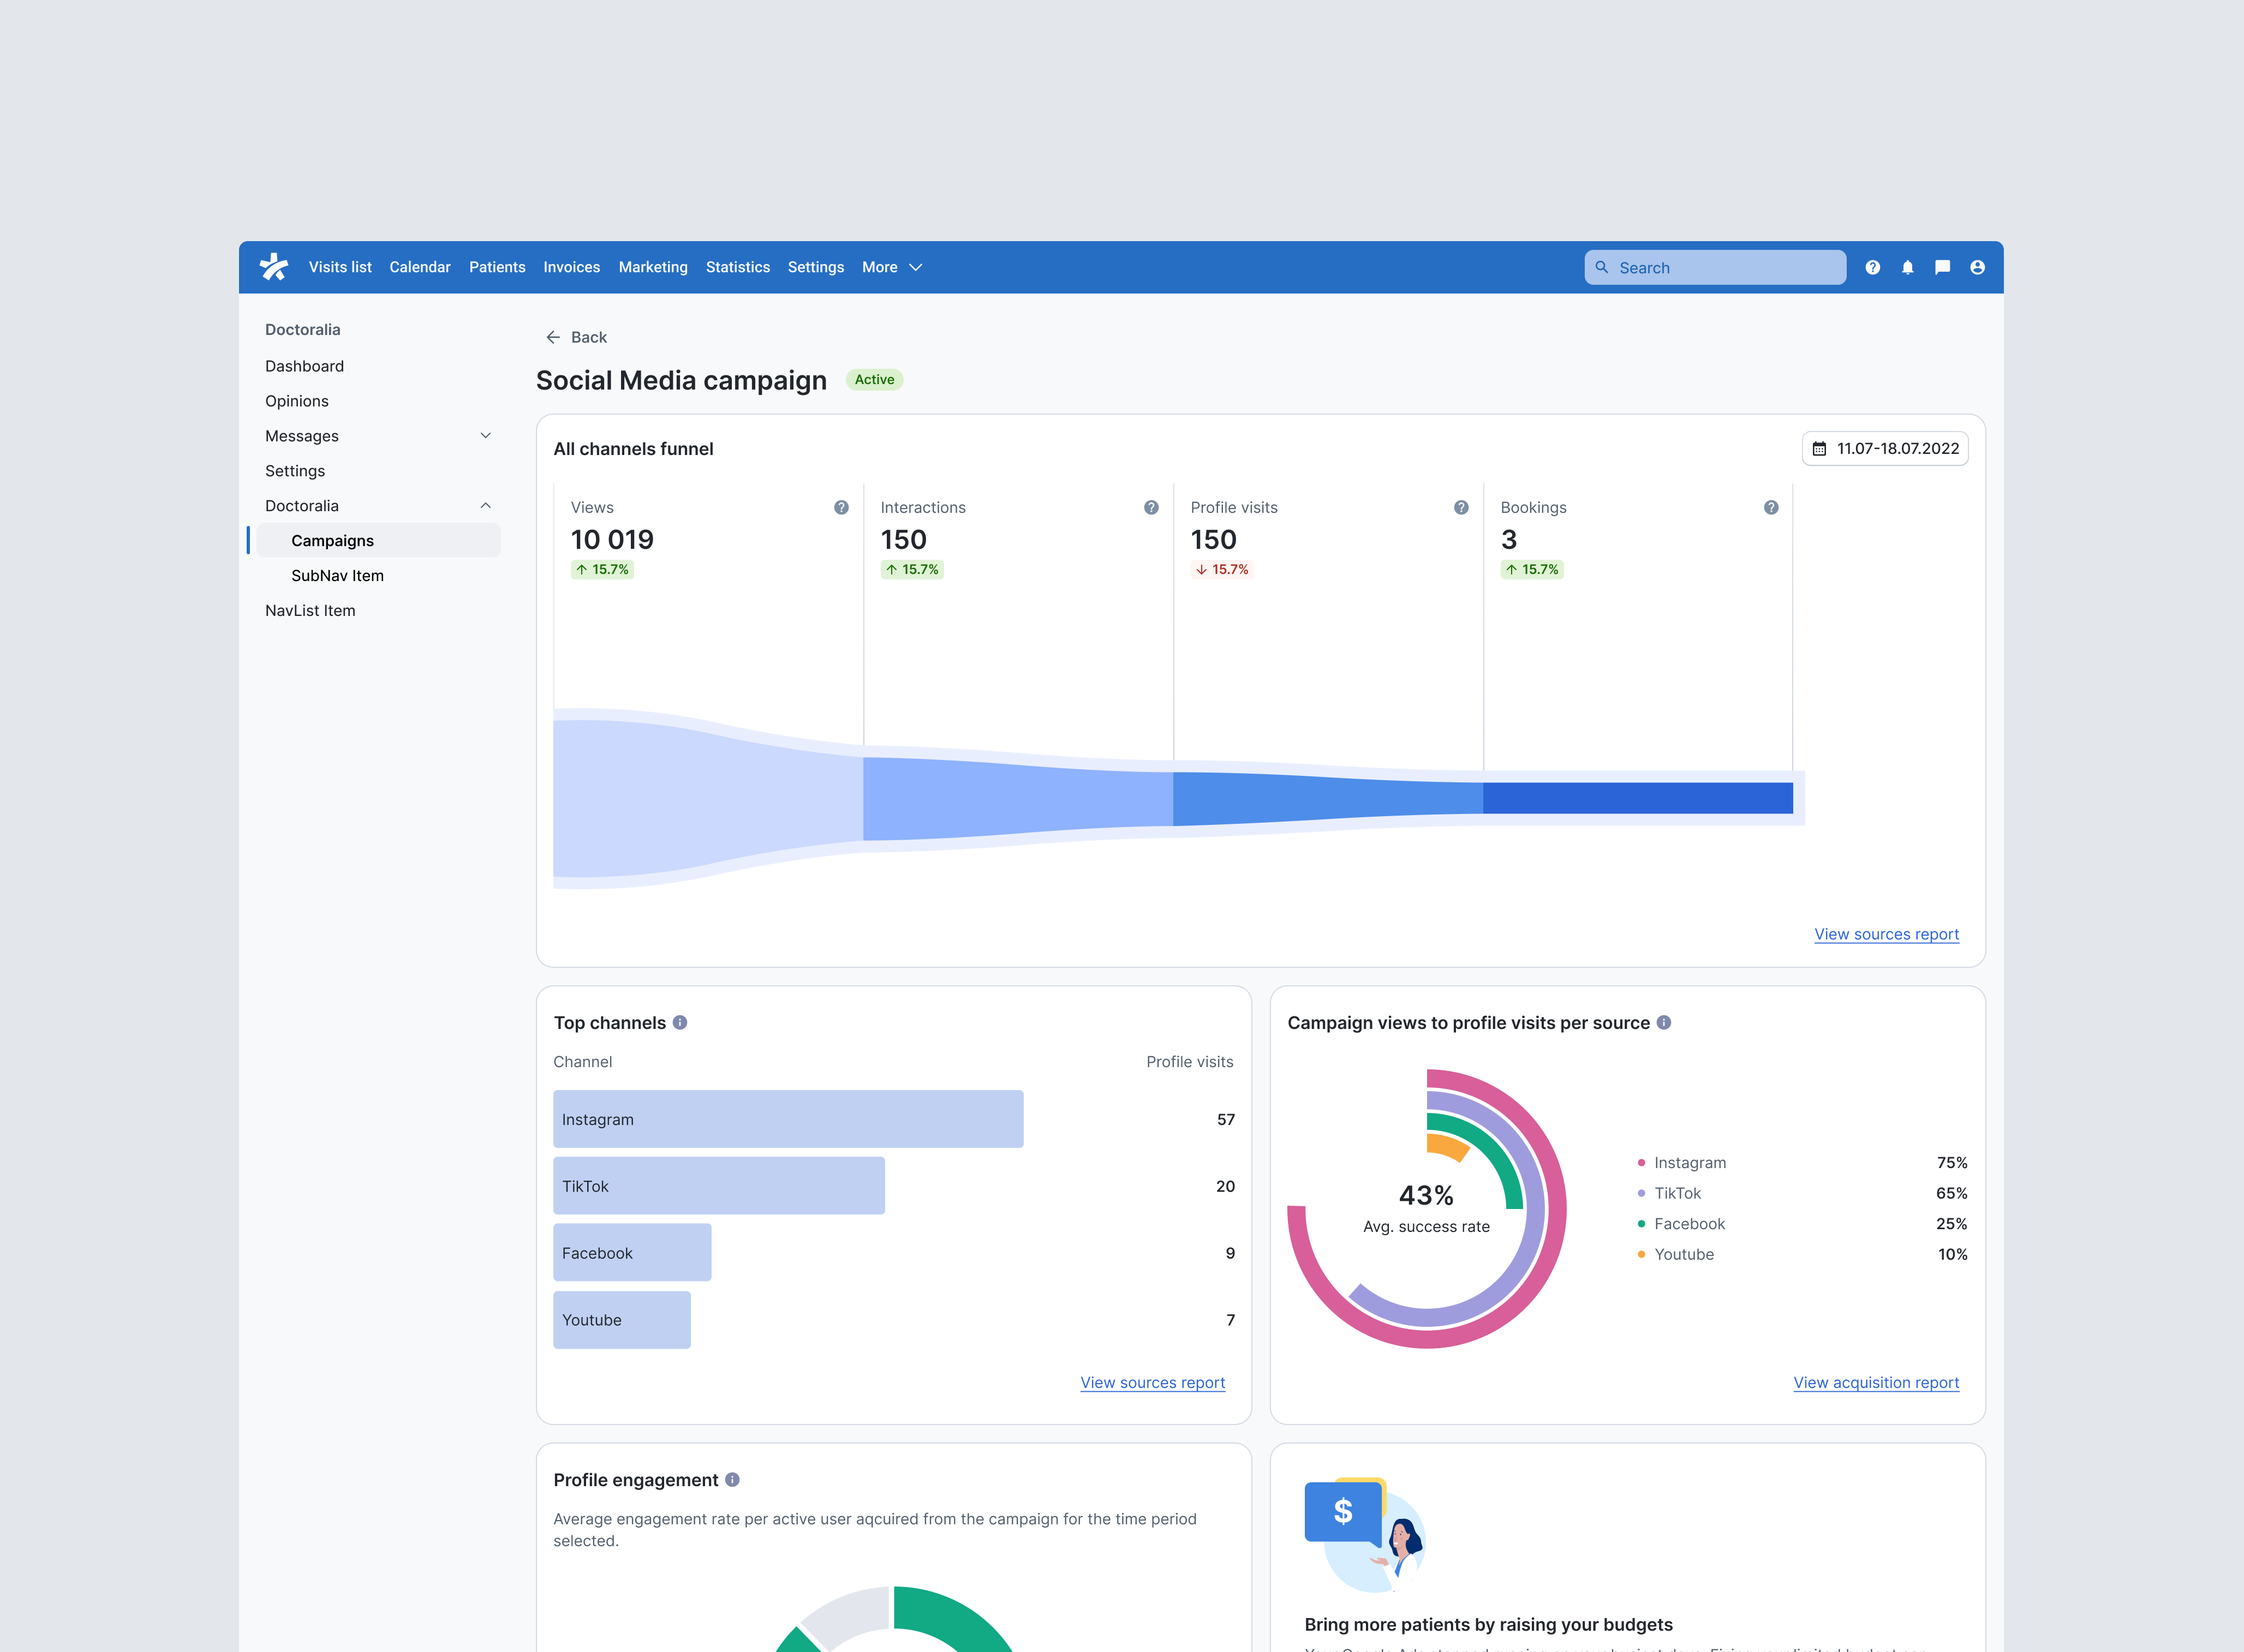 Visits list Calendar Patients Invoices Marketing Statistics Settings More Search
Doctoralia
Dashboard
Opinions
Messages
Settings
Doctoralia
Campaigns
SubNav Item
NavList Item
Back
Social Media campaign Active
All channels funnel 11.07-18.07.2022
Views Interactions Profile visits Bookings
10 019 150 150 3
15.7% 15.7% 15.7% 15.7%
View sources report
Top channels
Channel Profile visits
Instagram 57
TikTok 20
Facebook 9
Youtube 7
View sources report
Campaign views to profile visits per source
43%
Avg. success rate
Instagram 75%
TikTok 65%
Facebook 25%
Youtube 10%
View acquisition report
Profile engagement
Average engagement rate per active user aqcuired from the campaign for the time period
selected.
$
Bring more patients by raising your budgets